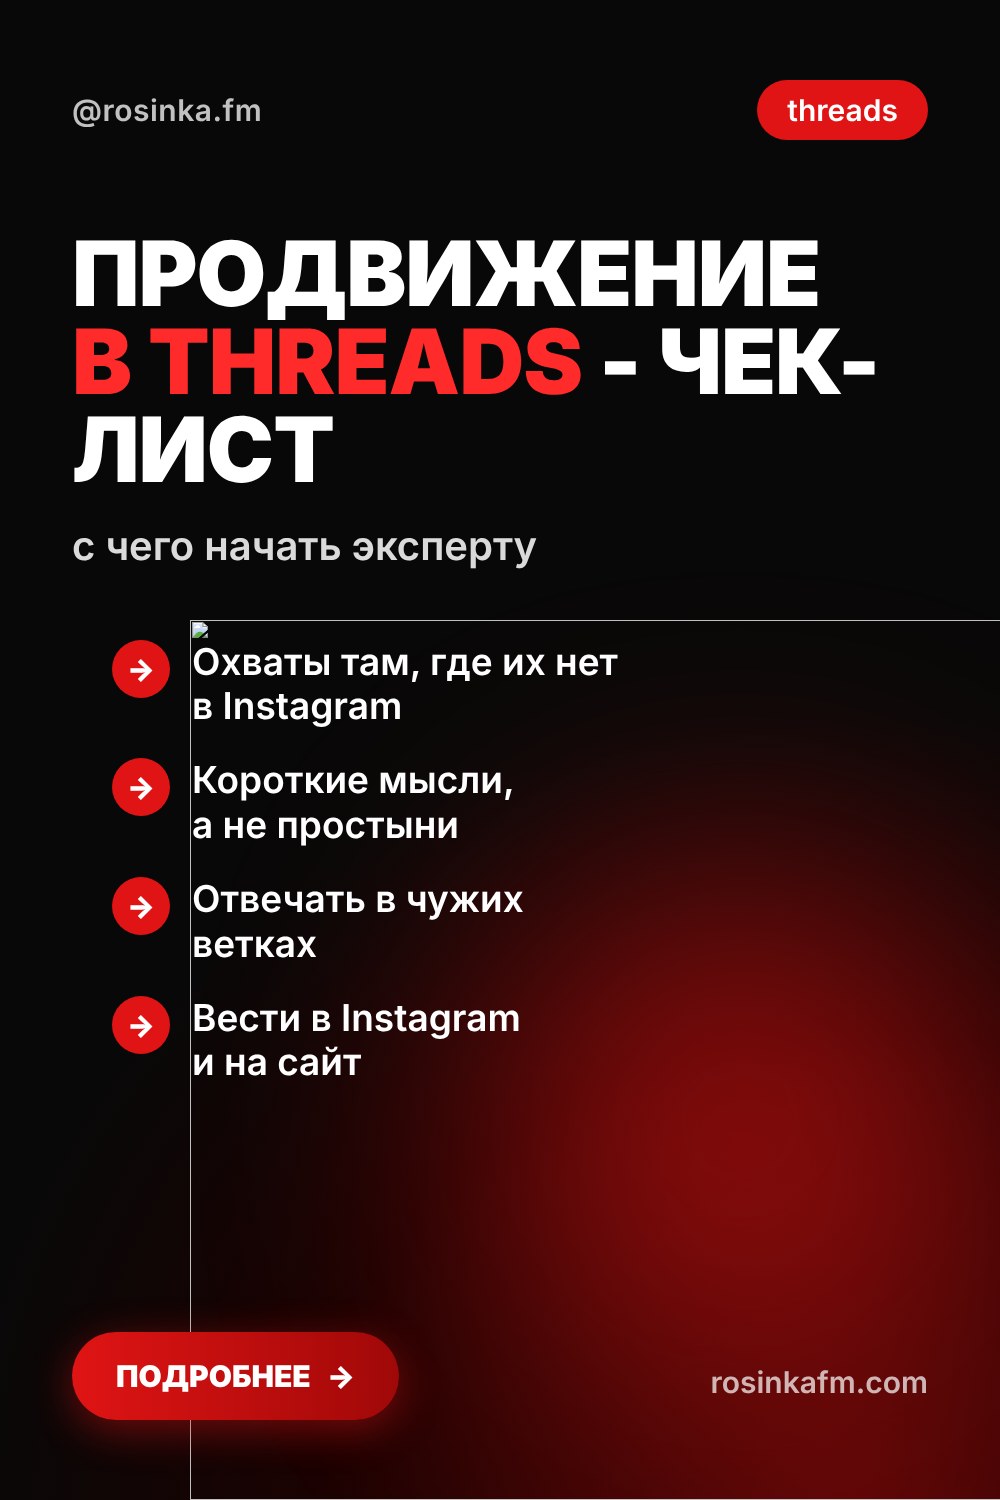 @rosinka.fm
threads
ПРОДВИЖЕНИЕ
В THREADS - ЧЕК-
ЛИСТ
с чего начать эксперту
→ Охваты там, где их нет
в Instagram
→ Короткие мысли,
а не простыни
→ Отвечать в чужих
ветках
→ Вести в Instagram
и на сайт
ПОДРОБНЕЕ →
rosinkafm.com